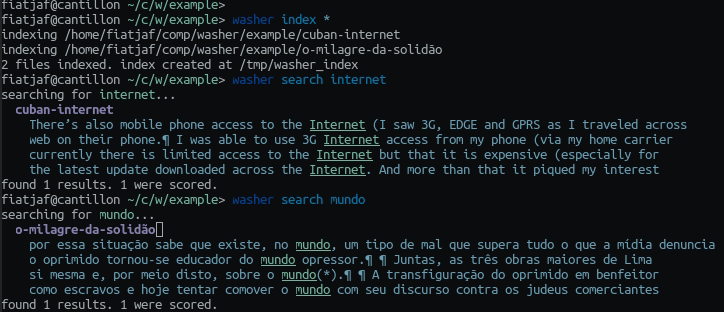 fiatjaf@cantillon ~/c/w/example>
fiatjaf@cantillon ~/c/w/example> washer index *
indexing /home/fiatjaf/comp/washer/example/cuban-internet
indexing /home/fiatjaf/comp/washer/example/o-milagre-da-solidão
2 files indexed. index created at /tmp/washer_index
fiatjaf@cantillon ~/c/w/example> washer search internet
searching for internet...
cuban-internet
There’s also mobile phone access to the Internet (I saw 3G, EDGE and GPRS as I traveled across
web on their phone.¶ I was able to use 3G Internet access from my phone (via my home carrier
currently there is limited access to the Internet but that it is expensive (especially for
the latest update downloaded across the Internet. And more than that it piqued my interest
found 1 results. 1 were scored.
fiatjaf@cantillon ~/c/w/example> washer search mundo
searching for mundo...
o-milagre-da-solidão
por essa situação sabe que existe, no mundo, um tipo de mal que supera tudo o que a mídia denuncia
o oprimido tornou-se educador do mundo opressor.¶ ¶ Juntas, as três obras maiores de Lima
si mesma e, por meio disto, sobre o mundo(*).¶ ¶ A transfiguração do oprimido em benfeitor
como escravos e hoje tentar comover o mundo com seu discurso contra os judeus comerciantes
found 1 results. 1 were scored.